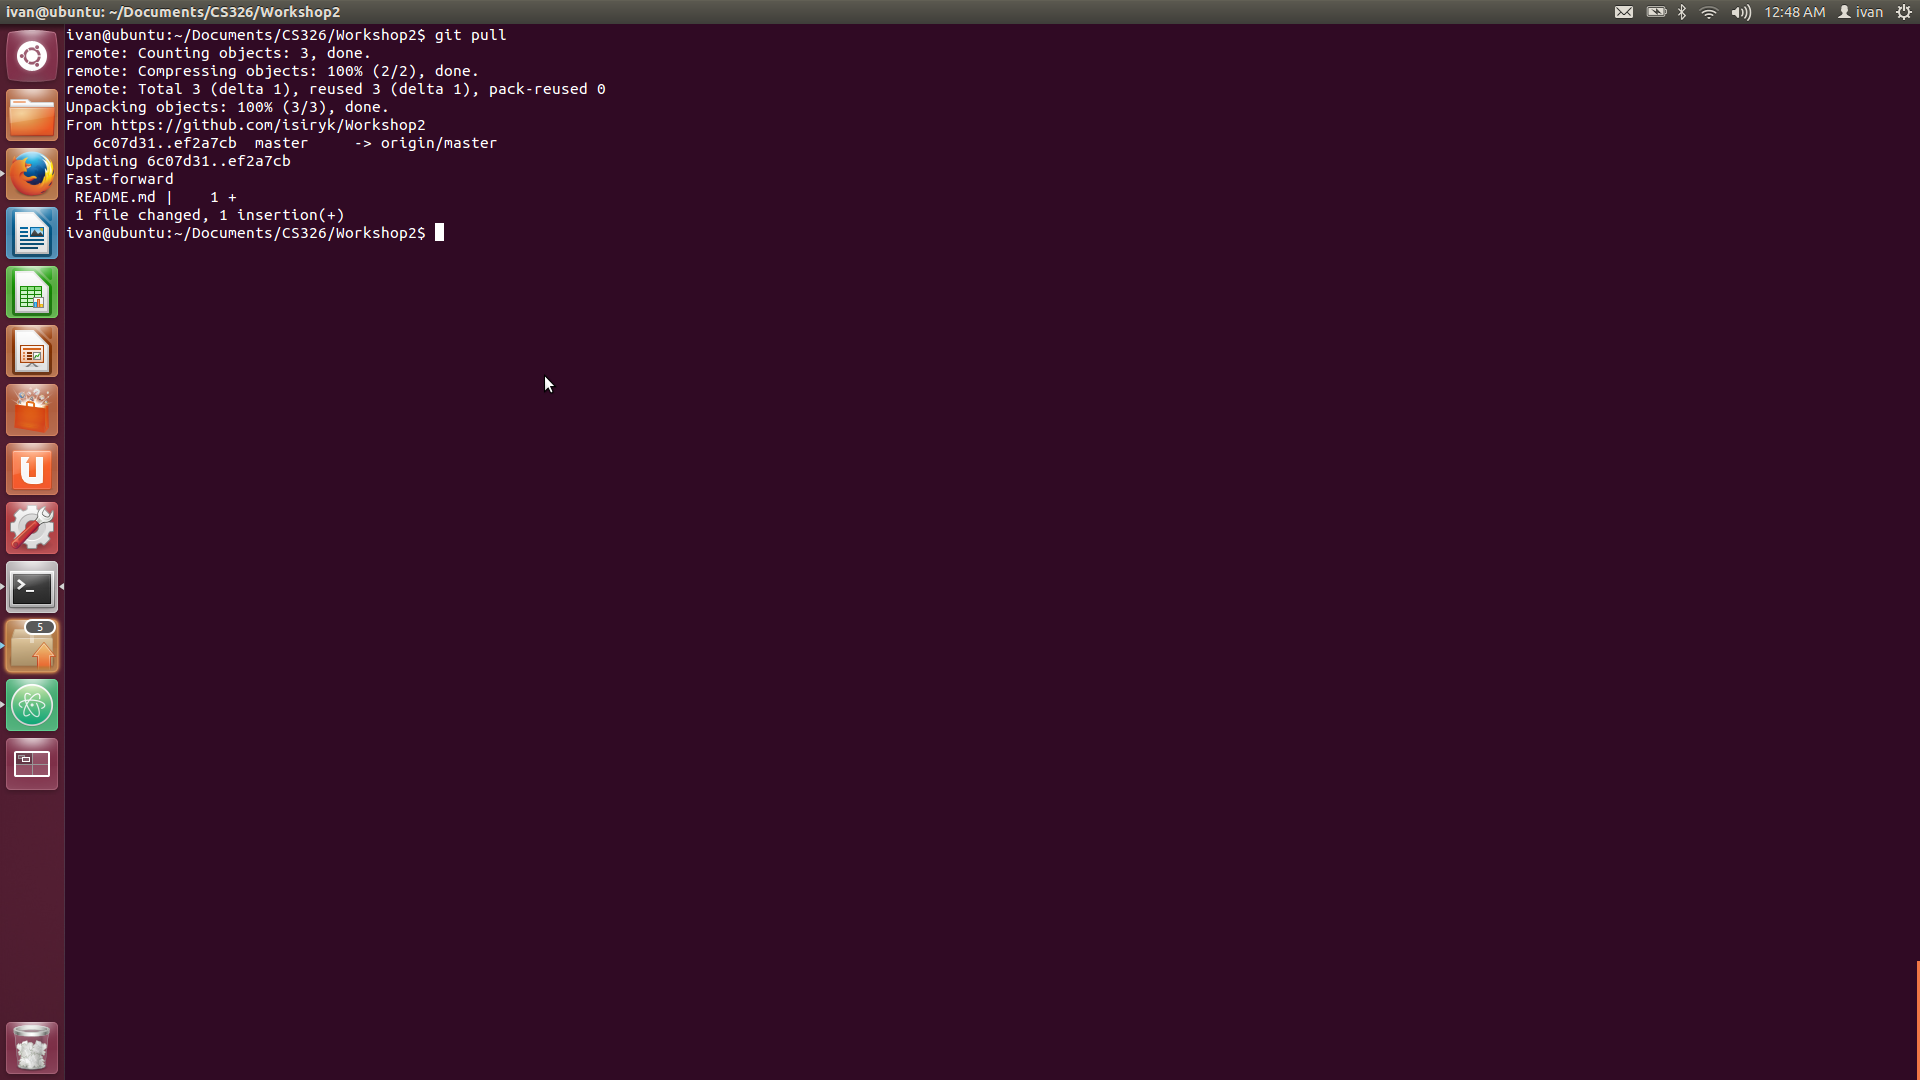 ivan@ubuntu: ~/Documents/CS326/Workshop2
12:48 AM ivan
ivan@ubuntu:~/Documents/CS326/Workshop2$ git pull
remote: Counting objects: 3, done.
remote: Compressing objects: 100% (2/2), done.
remote: Total 3 (delta 1), reused 3 (delta 1), pack-reused 0
Unpacking objects: 100% (3/3), done.
From https://github.com/isiryk/Workshop2
   6c07d31..ef2a7cb  master     -> origin/master
Updating 6c07d31..ef2a7cb
Fast-forward
 README.md |    1 +
 1 file changed, 1 insertion(+)
ivan@ubuntu:~/Documents/CS326/Workshop2$
5